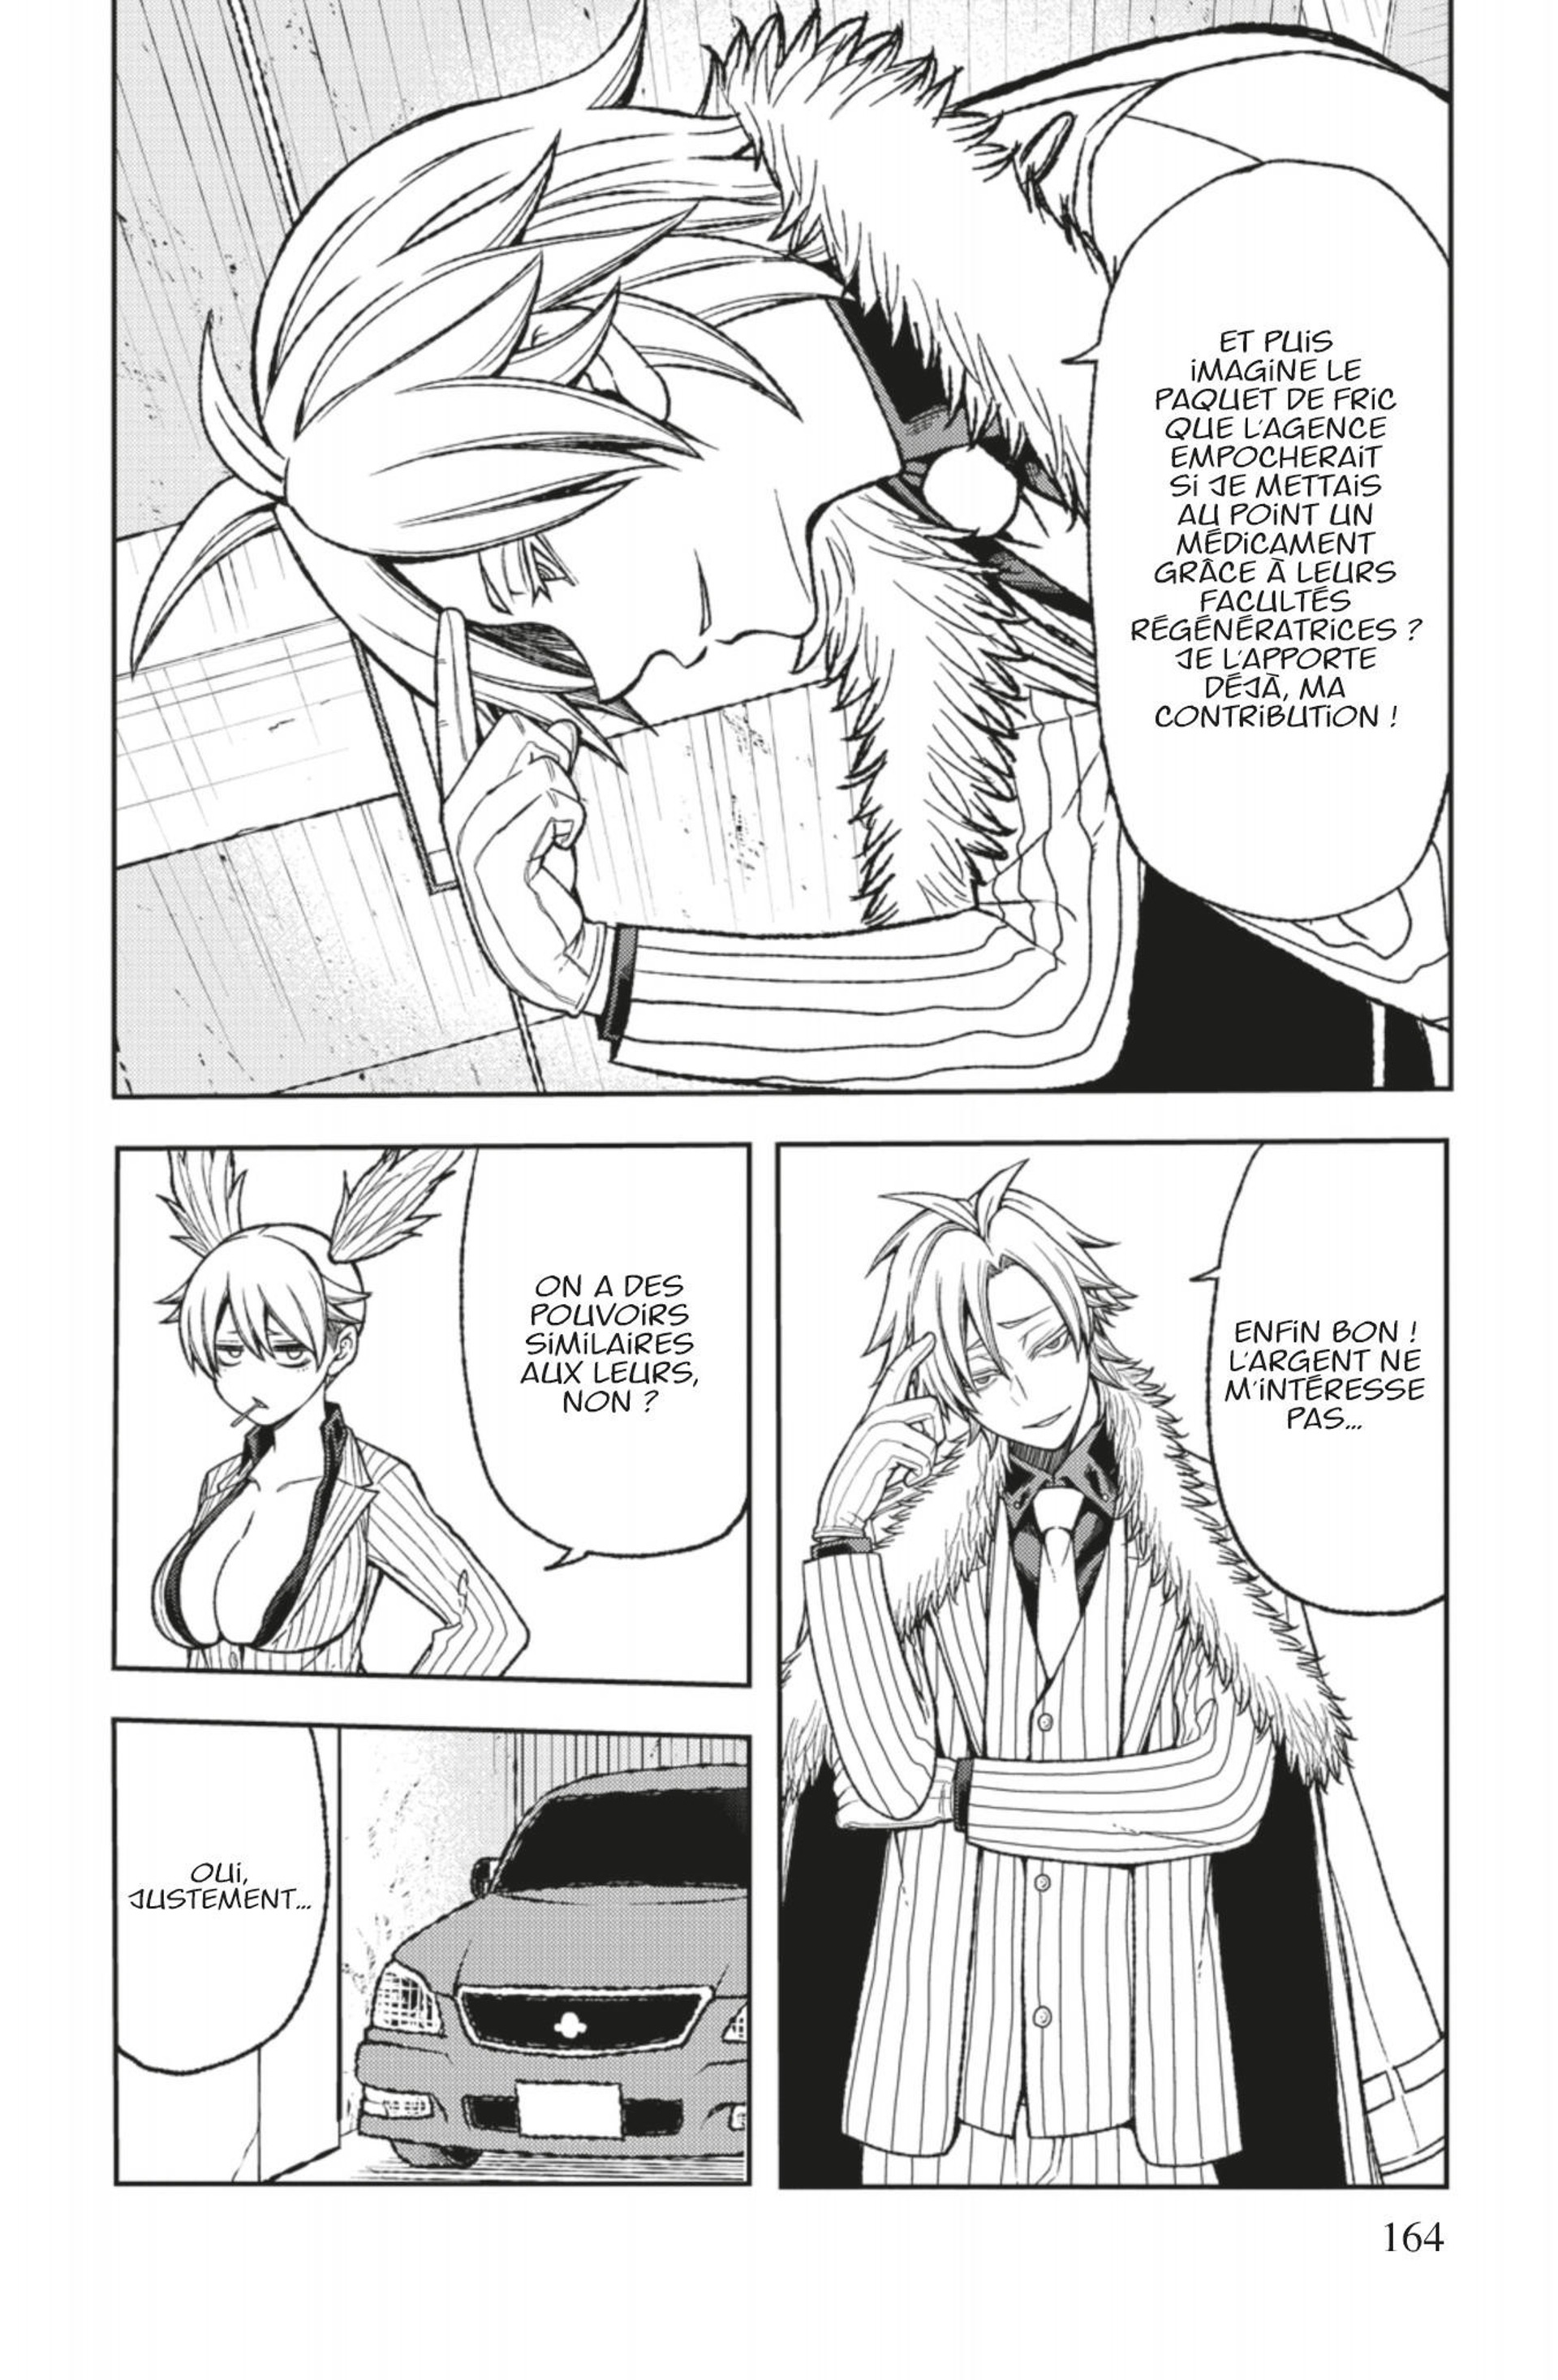 ET PUIS
IMAGINE LE
PAQUET DE FRIC
QUE L'AGENCE
EMPOCHERAIT
SI JE METTAIS
AU POINT UN
MÉDICAMENT
GRÂCE À LEURS
FACULTÉS
RÉGÉNÉRATRICES ?
JE L'APPORTE
DÉJÀ, MA
CONTRIBUTION !
ENFIN BON !
L'ARGENT NE
M'INTÉRESSE
PAS...
ON A DES
POUVOIRS
SIMILAIRES
AUX LEURS,
NON ?
OUI,
JUSTEMENT...
164